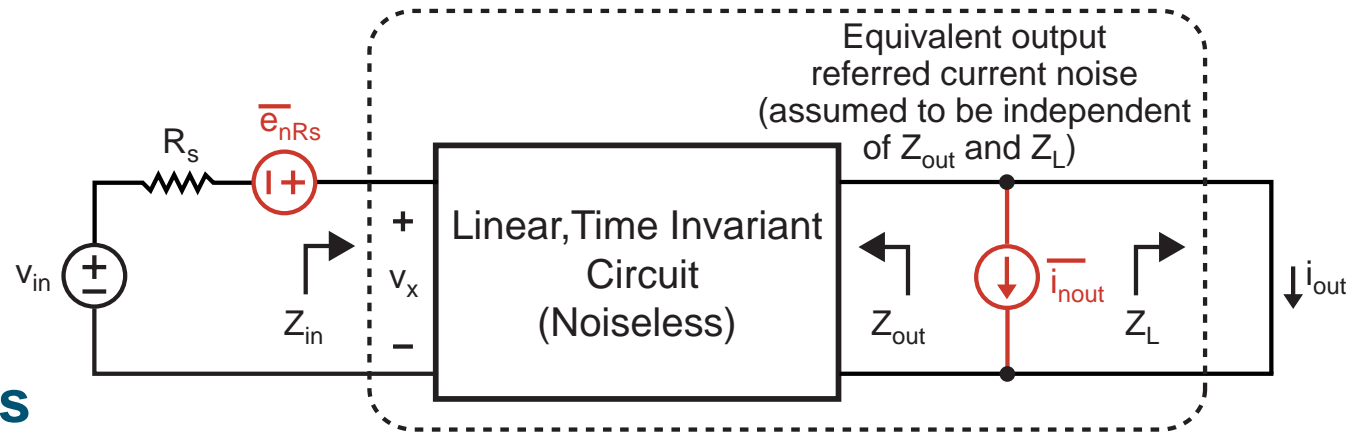 Equivalent output
referred current noise
(assumed to be independent
of Zout and ZL)
enRs
Rs
Linear,Time Invariant
Circuit
(Noiseless)
+
vx
−
vin
+
−
− +
Zin
Zout
inout
ZL
iout
s